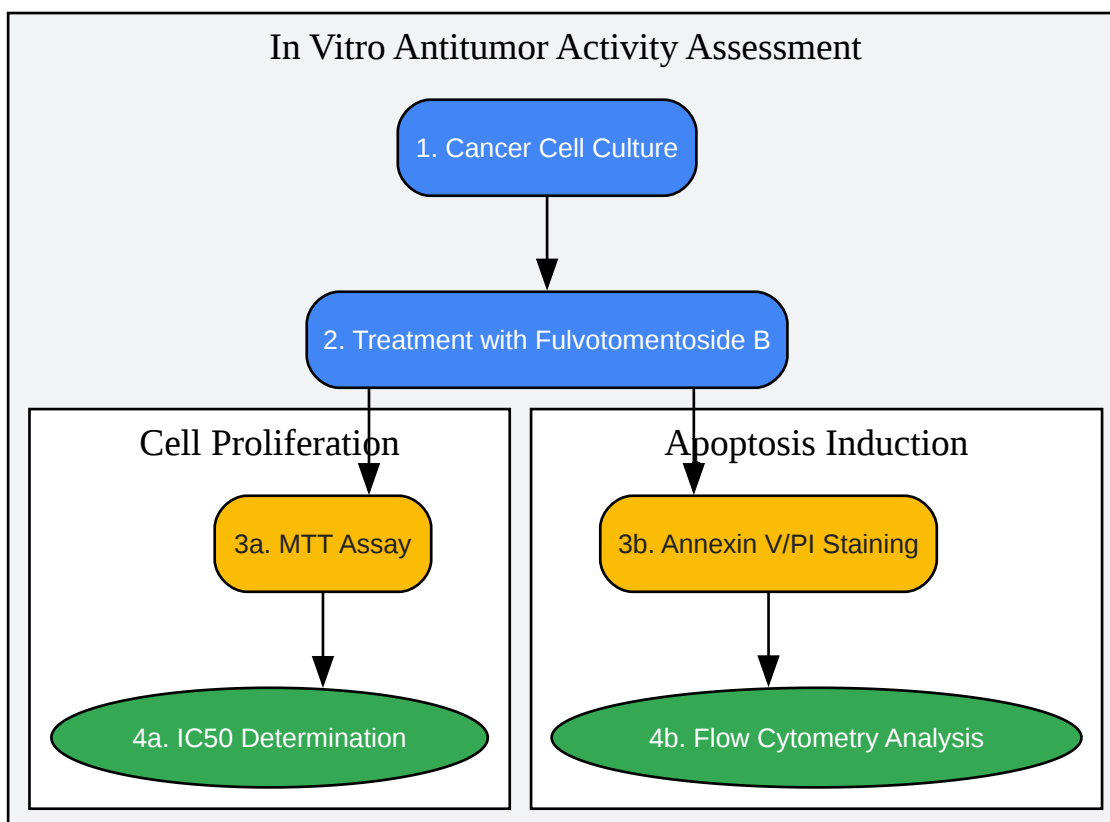 In Vitro Antitumor Activity Assessment
1. Cancer Cell Culture
2. Treatment with Fulvotomentoside B
Cell Proliferation
Apoptosis Induction
3a. MTT Assay
3b. Annexin V/PI Staining
4a. IC50 Determination
4b. Flow Cytometry Analysis